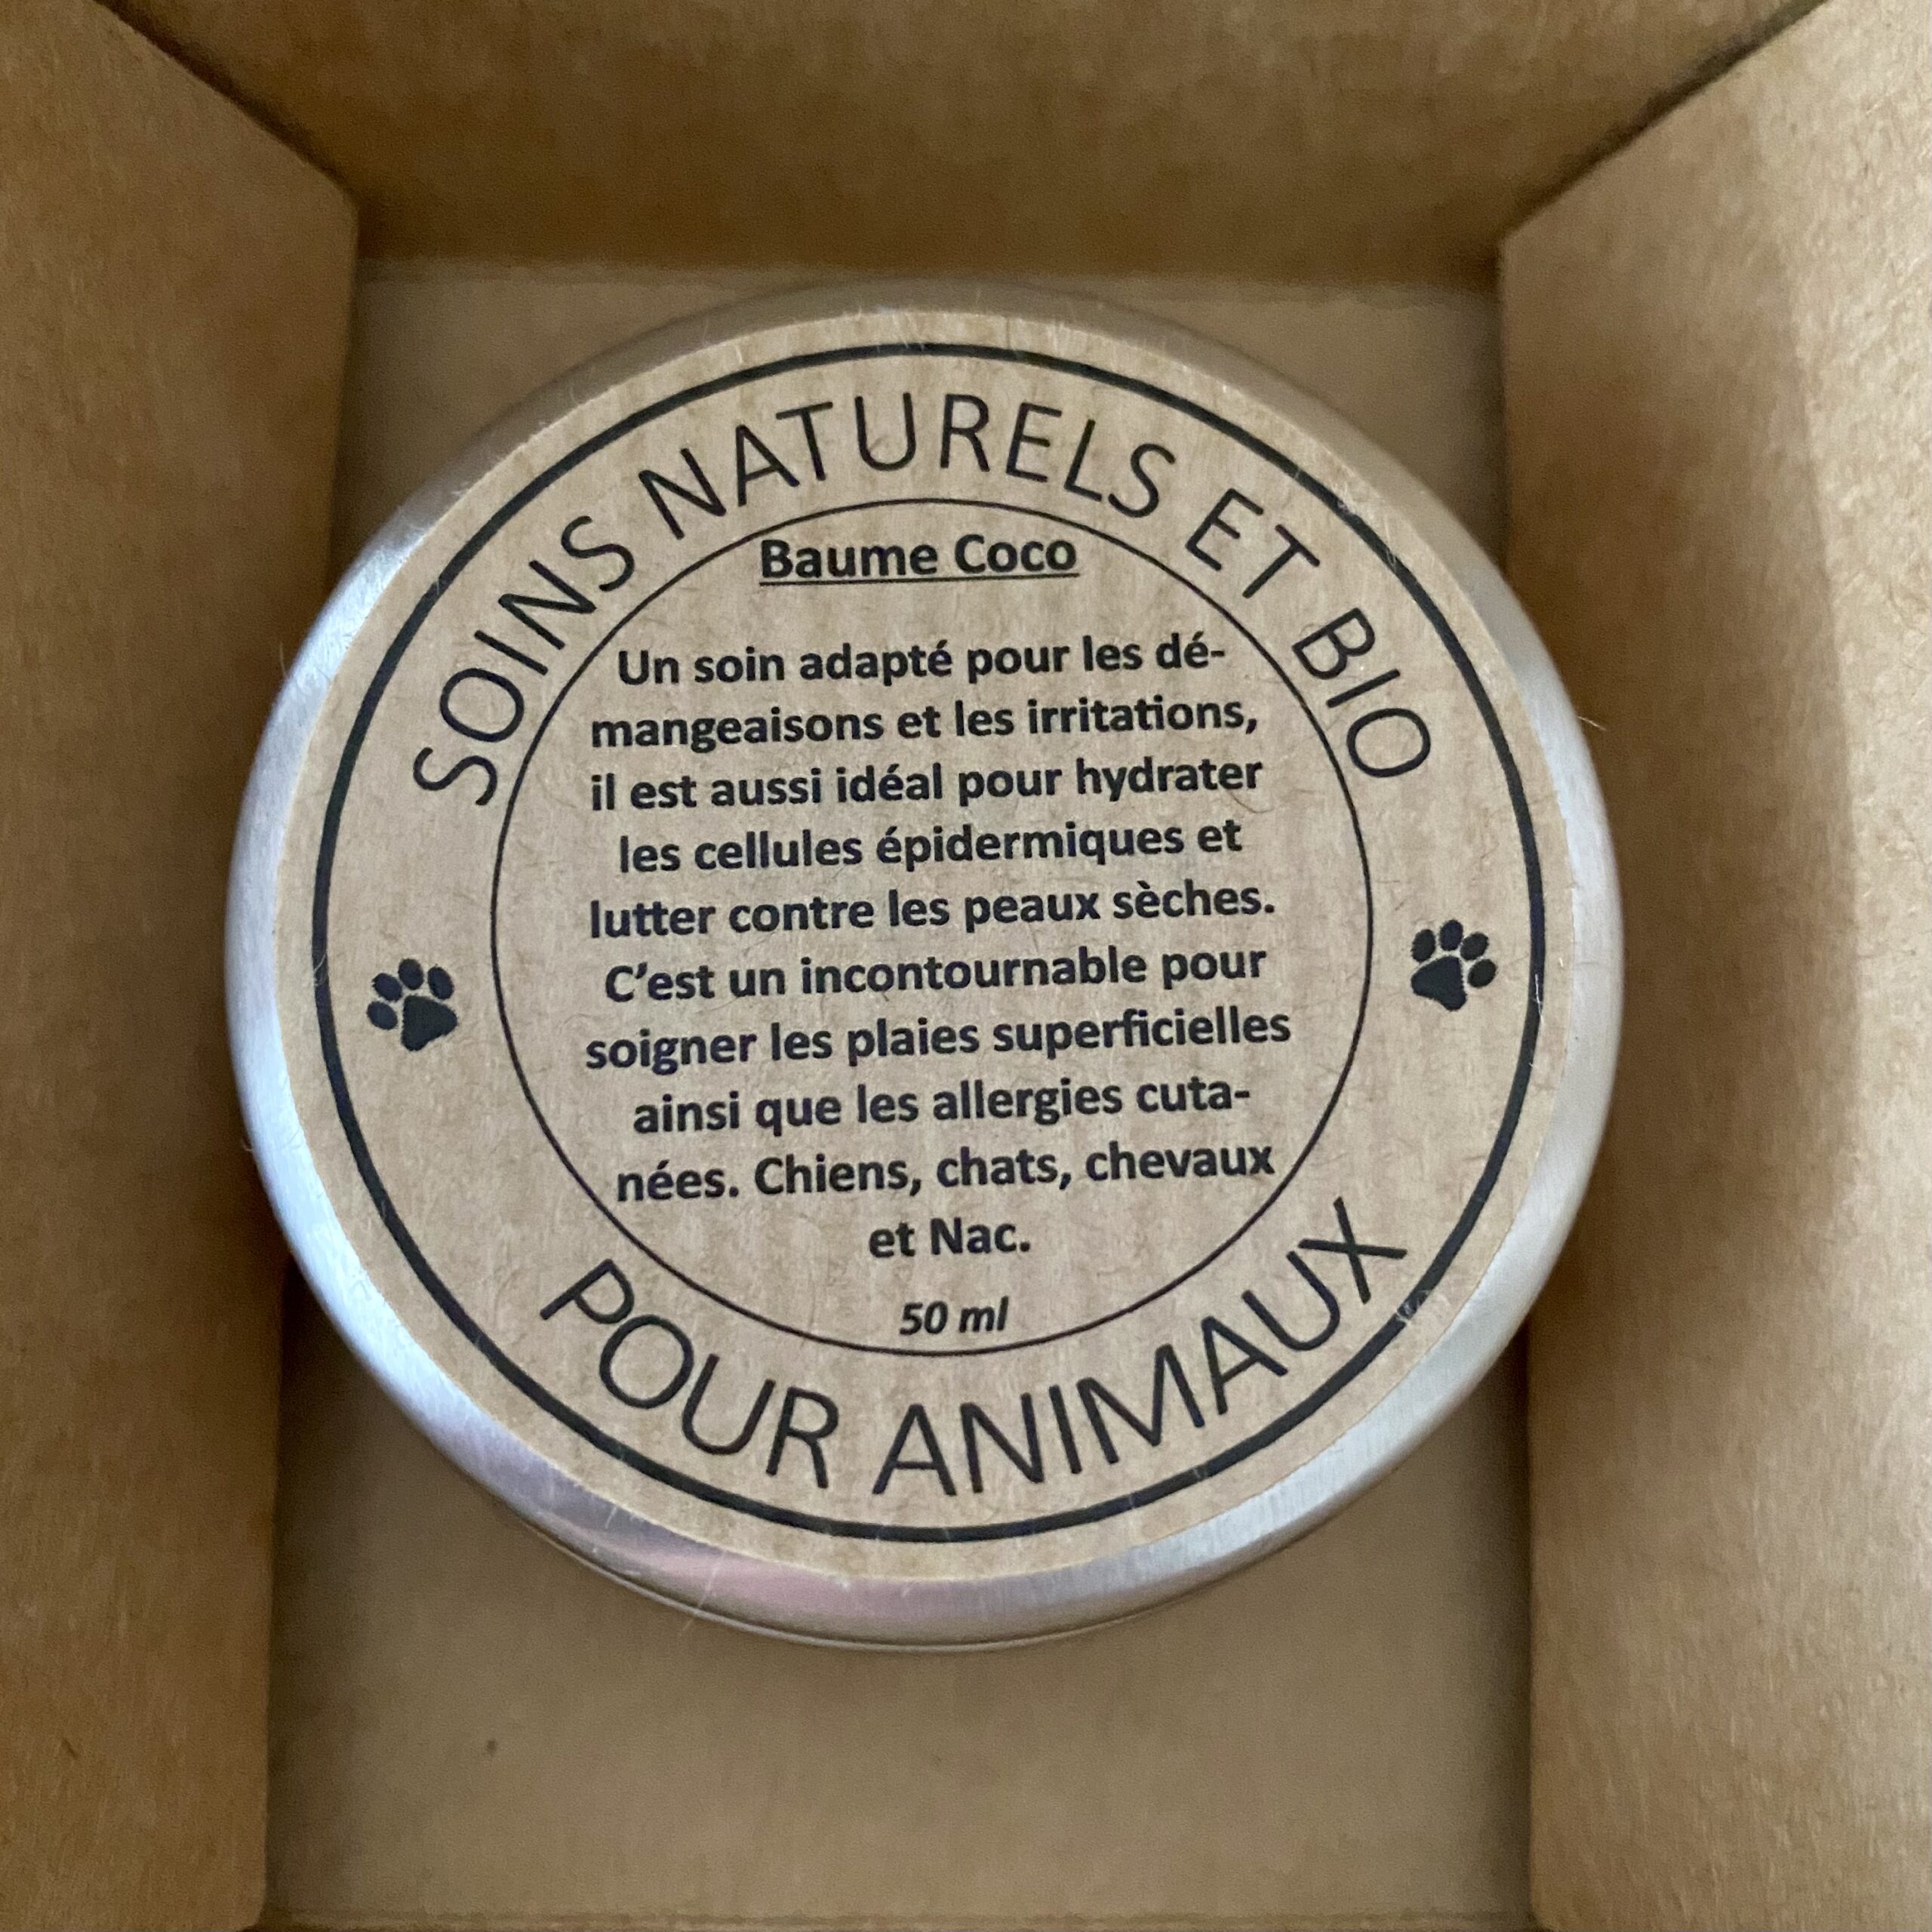 SOINS NATURELS ET BIO
Baume Coco
Un soin adapté pour les dé-
mangeaisons et les irritations,
il est aussi idéal pour hydrater
les cellules épidermiques et
lutter contre les peaux sèches.
C’est un incontournable pour
soigner les plaies superficielles
ainsi que les allergies cuta-
nées. Chiens, chats, chevaux
et Nac.
50 ml
POUR ANIMAUX